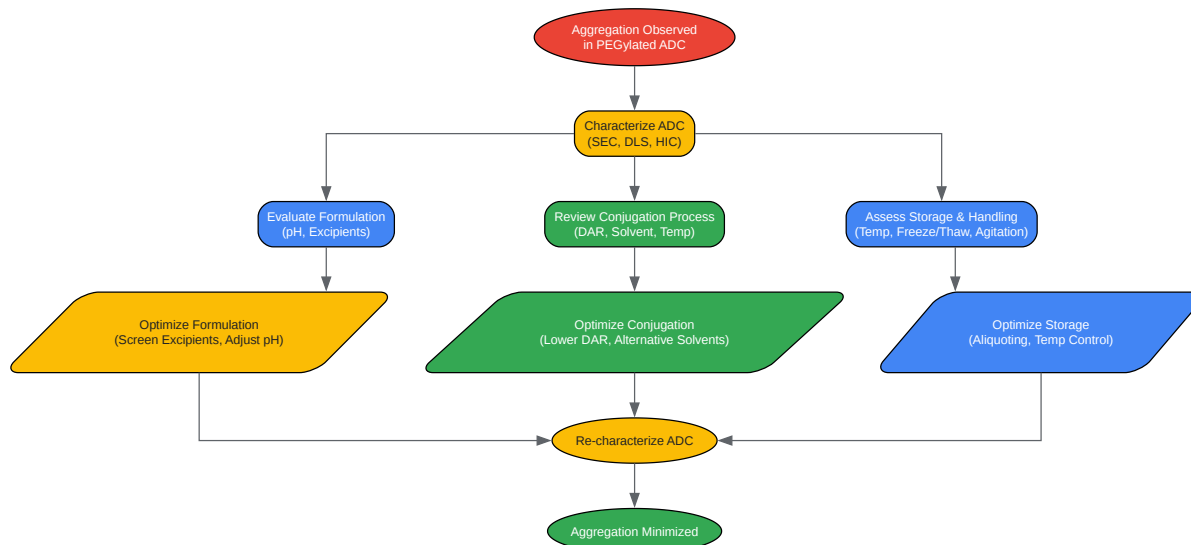 Aggregation Observed
in PEGylated ADC
Characterize ADC
(SEC, DLS, HIC)
Evaluate Formulation
(pH, Excipients)
Review Conjugation Process
(DAR, Solvent, Temp)
Assess Storage & Handling
(Temp, Freeze/Thaw, Agitation)
Optimize Formulation
(Screen Excipients, Adjust pH)
Optimize Conjugation
(Lower DAR, Alternative Solvents)
Optimize Storage
(Aliquoting, Temp Control)
Re-characterize ADC
Aggregation Minimized